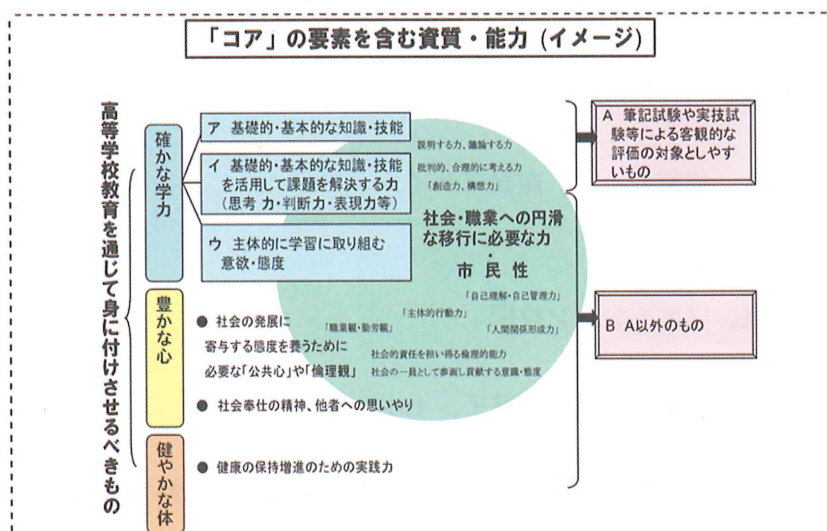 「コア」の要素を含む資質・能力 (イメージ)
高等学校教育を通じて身に付けさせるべきもの
確かな学力
ア 基礎的・基本的な知識・技能
イ 基礎的・基本的な知識・技能
を活用して課題を解決する力
(思考 力・判断力・表現力等)
ウ 主体的に学習に取り組む
意欲・態度
説明する力、議論する力
批判的、合理的に考える力
「創造力、構想力」
社会・職業への円滑
な移行に必要な力
・
市 民 性
「自己理解・自己管理力」
「主体的行動力」
「職業観・勤労観」
「人間関係形成力」
社会的責任を担い得る倫理的能力
社会の一員として参画し貢献する意識・態度
豊かな心
● 社会の発展に
寄与する態度を養うために
必要な「公共心」や「倫理観」
● 社会奉仕の精神、他者への思いやり
健やかな体
● 健康の保持増進のための実践力
A 筆記試験や実技試
験等による客観的な
評価の対象としやす
いもの
B A以外のもの